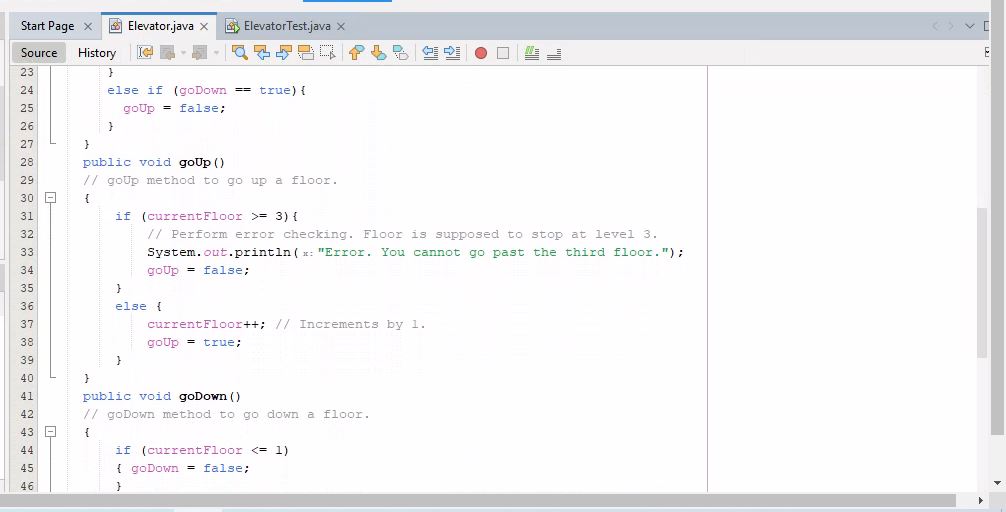 Start Page Elevator.java ElevatorTest.java
Source History
23 }
24 else if (goDown == true){
25 goUp = false;
26 }
27 }
28 public void goUp()
29 // goUp method to go up a floor.
30 {
31 if (currentFloor >= 3){
32 // Perform error checking. Floor is supposed to stop at level 3.
33 System.out.println( x: "Error. You cannot go past the third floor.");
34 goUp = false;
35 }
36 else {
37 currentFloor++; // Increments by 1.
38 goUp = true;
39 }
40 }
41 public void goDown()
42 // goDown method to go down a floor.
43 {
44 if (currentFloor <= 1)
45 { goDown = false;
46 }